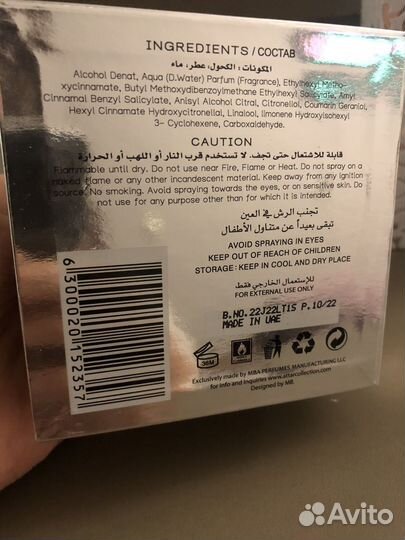 INGREDIENTS / СОСТАВ
المكونات: الكحول, عطر, ماء
Alcohol Denat, Aqua (D.Water) Parfum (Fragrance), Ethylhexyl Metho-
xycinnamate, Butyl Methodixydibenzoylmethane Ethylhexyl Salicylate, Amyl
Cinnamal Benzyl Salicylate, Anisyl Alcohol Citral, Citronellol, Coumarin Geraniol,
Hexyl Cinnamate Hydroxycitronellal, Linalool, limonene Hydroxyisohexyl
3- Cyclohexene, Carboxaldehyde.
CAUTION
قابلة للاشتعال حتى تجف. لا تستخدم قرب النار أو اللهب أو الحرارة
Flammable until dry. Do not use near Fire, Flame or Heat. Do not spray on a
naked flame or any other incandescent material. Keep away from any ignition
source. No smoking. Avoid spraying towards the eyes, or on sensitive skin. Do
not use for any purpose other than for which it is intended.
تجنب الرش في العين
تبقى بعيداً عن متناول الأطفال
AVOID SPRAYING IN EYES
KEEP OUT OF REACH OF CHILDREN
STORAGE : KEEP IN COOL AND DRY PLACE
للإستعمال الخارجي فقط
FOR EXTERNAL USE ONLY
B.NO.22J22LT15 P.10/22
MADE IN UAE
36M
6300020152357
Exclusively made by MBA PERFUMES MANUFACTURING LLC
for info and Inquiries www.attarcollection.com
Designed by MB.
Avito